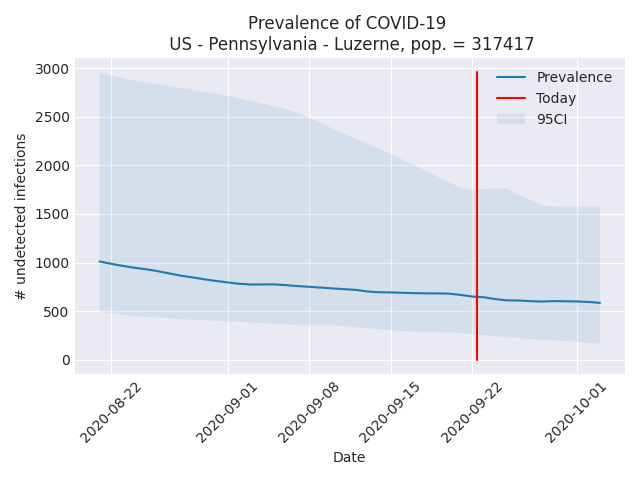 Prevalence of COVID-19
US - Pennsylvania - Luzerne, pop. = 317417
Prevalence
Today
95CI
# undetected infections
3000
2500
2000
1500
1000
500
0
2020-08-22
2020-09-01
2020-09-08
2020-09-15
2020-09-22
2020-10-01
Date